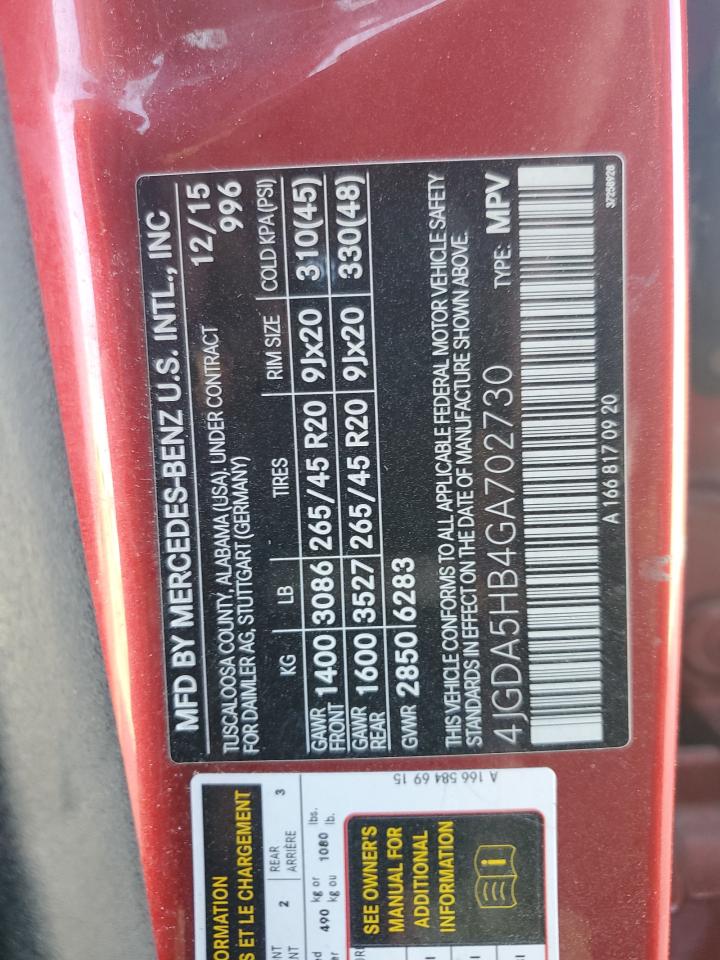 MFD BY MERCEDES-BENZ U.S. INTL., INC
TUSCALOOSA COUNTY, ALABAMA (USA), UNDER CONTRACT 12/15
FOR DAIMLER AG, STUTTGART (GERMANY) 996
KG LB TIRES RIM SIZE COLD KPA(PSI)
GAWR FRONT 1400 3086 265/45 R20 9Jx20 310(45)
GAWR REAR 1600 3527 265/45 R20 9Jx20 330(48)
GVWR 2850 6283
THIS VEHICLE CONFORMS TO ALL APPLICABLE FEDERAL MOTOR VEHICLE SAFETY
STANDARDS IN EFFECT ON THE DATE OF MANUFACTURE SHOWN ABOVE.
4JGDA5HB4GA702730 TYPE: MPV
A 166 817 09 20
37258928
ORMATION
S ET LE CHARGEMENT
NT 2 REAR 3
NT ARRIÈRE
ed 490 kg or lbs.
er kg ou 1080 lb.
SEE OWNER'S
MANUAL FOR
ADDITIONAL
INFORMATION
A 166 584 69 15